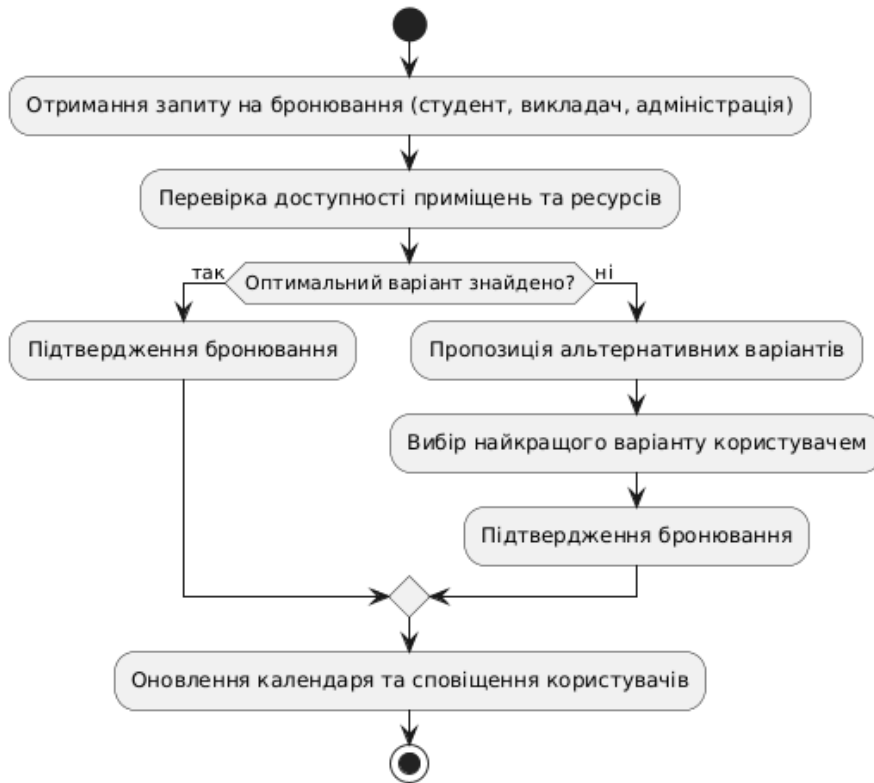 Отримання запиту на бронювання (студент, викладач, адміністрація)
Перевірка доступності приміщень та ресурсів
так
Оптимальний варіант знайдено?
ні
Підтвердження бронювання
Пропозиція альтернативних варіантів
Вибір найкращого варіанту користувачем
Підтвердження бронювання
Оновлення календаря та сповіщення користувачів